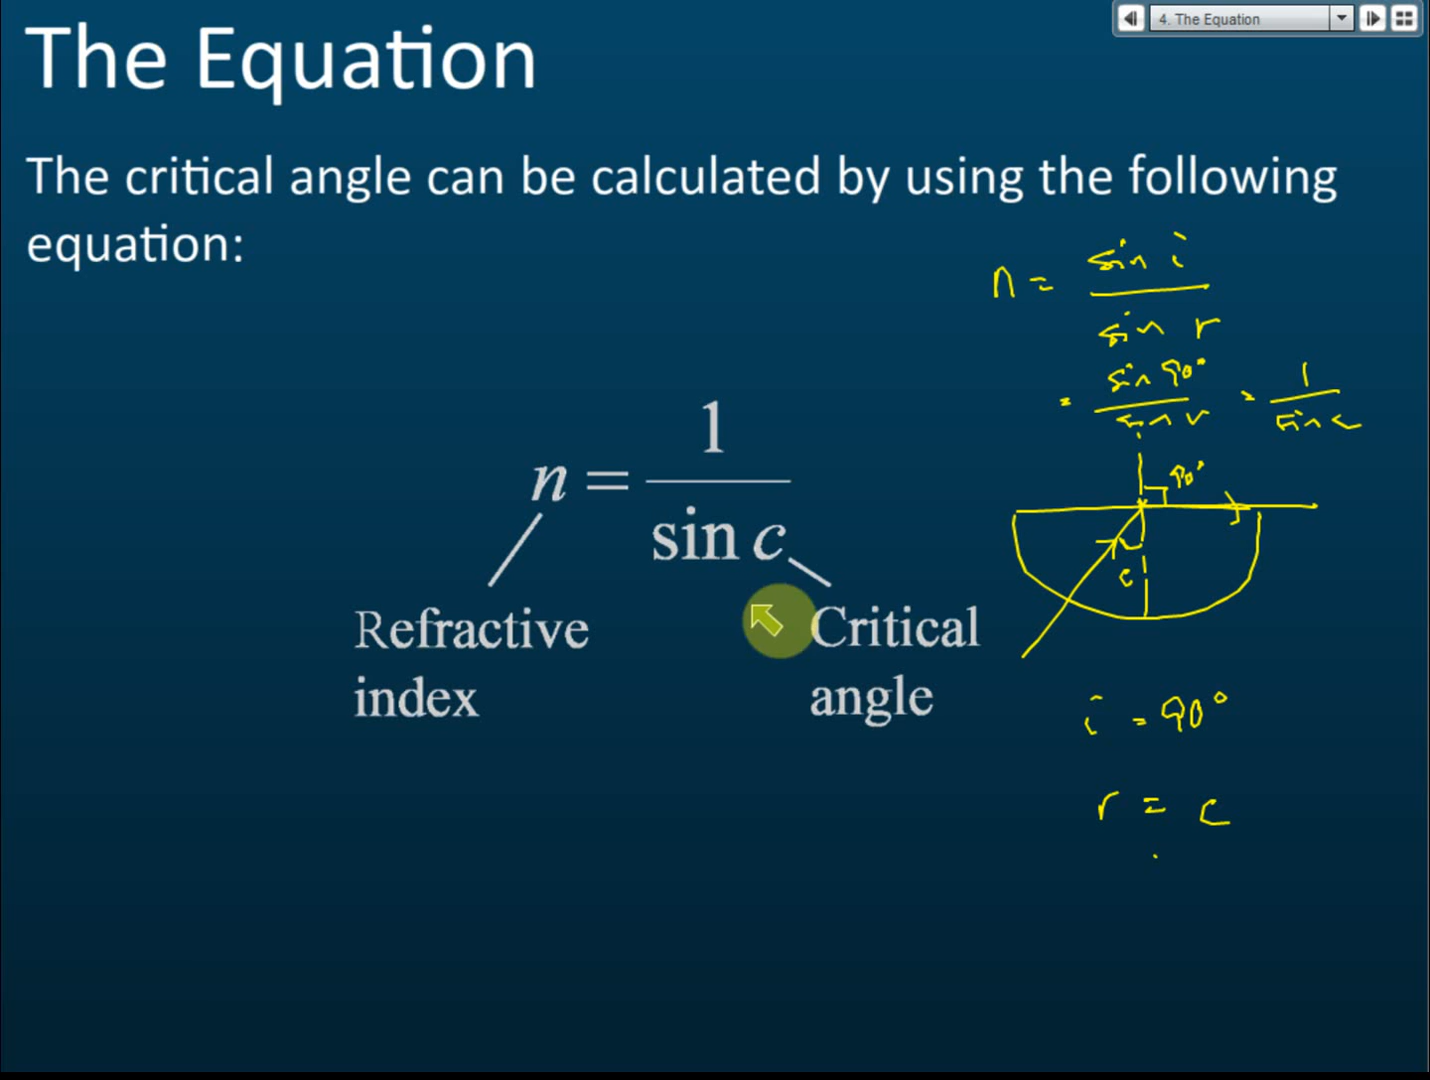 The Equation
4. The Equation
The critical angle can be calculated by using the following
equation:
n = sin i / sin r
= sin 90° / sin r = 1 / sin c
n = 1 / sin c
90°
c
Refractive
index
Critical
angle
i = 90°
r = c